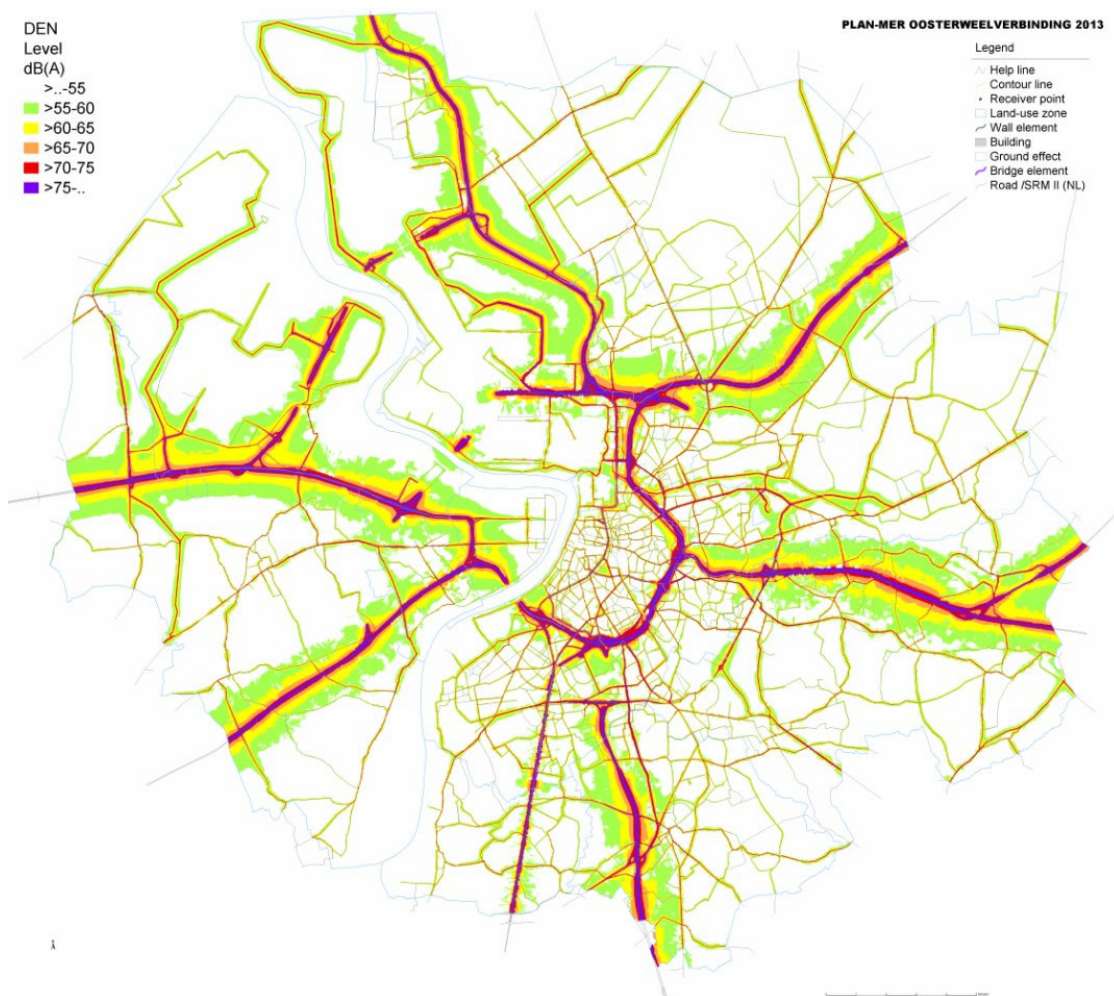 PLAN-MER OOSTERWEELVERBINDING 2013
DEN
Level
dB(A)
>..-55
>55-60
>60-65
>65-70
>70-75
>75-..
Legend
Help line
Contour line
Receiver point
Land-use zone
Wall element
Building
Ground effect
Bridge element
Road /SRM II (NL)